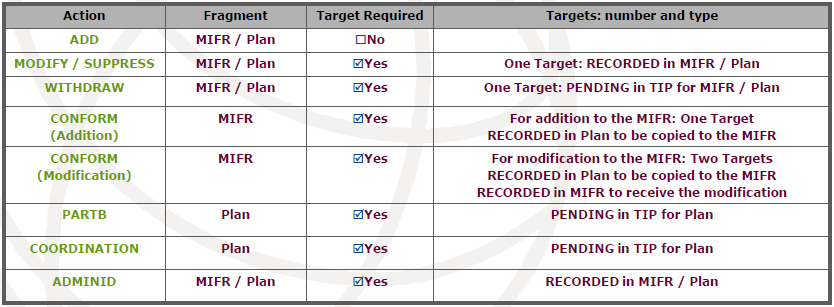 Action Fragment Target Required Targets: number and type
ADD MIFR / Plan ☐No
MODIFY / SUPPRESS MIFR / Plan ☑Yes One Target: RECORDED in MIFR / Plan
WITHDRAW MIFR / Plan ☑Yes One Target: PENDING in TIP for MIFR / Plan
CONFORM
(Addition)
MIFR
☑Yes
For addition to the MIFR: One Target
RECORDED in Plan to be copied to the MIFR
CONFORM
(Modification)
MIFR
☑Yes
For modification to the MIFR: Two Targets
RECORDED in Plan to be copied to the MIFR
RECORDED in MIFR to receive the modification
PARTB Plan ☑Yes PENDING in TIP for Plan
COORDINATION Plan ☑Yes PENDING in TIP for Plan
ADMINID MIFR / Plan ☑Yes RECORDED in MIFR / Plan